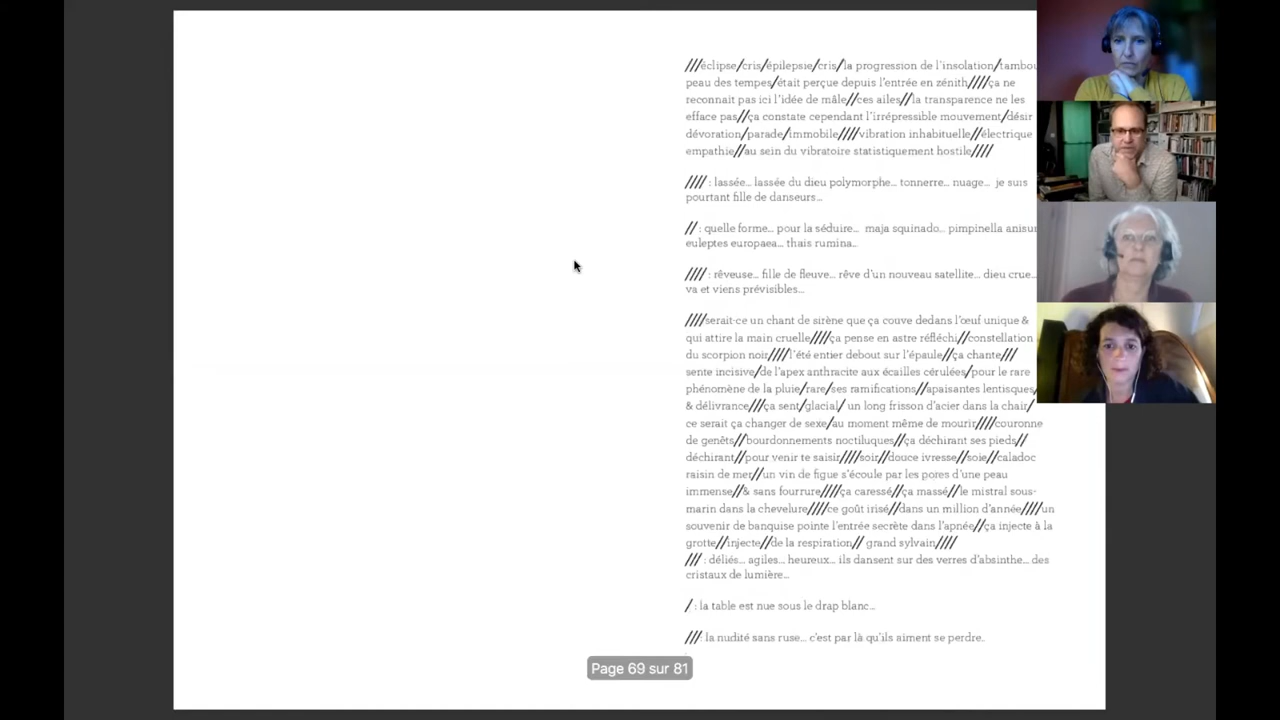 ///éclipse/cris/épilepsie/cris/la progression de l'insolation/tambou
peau des tempes/était perçue depuis l'entrée en zénith////ça ne
reconnait pas ici l'idée de mâle//ces ailes//la transparence ne les
efface pas//ça constate cependant l'irrépressible mouvement/désir
dévoration/parade/immobile////vibration inhabituelle//électrique
empathie//au sein du vibratoire statistiquement hostile////
//// : lassée... lassée du dieu polymorphe... tonnerre... nuage... je suis
pourtant fille de danseurs...
// : quelle forme... pour la séduire... maja squinado... pimpinella anisu
euleptes europaea... thais rumina...
//// : rêveuse... fille de fleuve... rêve d'un nouveau satellite... dieu crue...
va et viens prévisibles...
////serait-ce un chant de sirène que ça couve dedans l'œuf unique &
qui attire la main cruelle////ça pense en astre réfléchi//constellation
du scorpion noir////l'été entier debout sur l'épaule//ça chante///
sente incisive/de l'apex anthracite aux écailles cérulées/pour le rare
phénomène de la pluie/rare/ses ramifications//apaisantes lentisques/
& délivrance///ça sent/glacial/ un long frisson d'acier dans la chair/
ce serait ça changer de sexe/au moment même de mourir////couronne
de genêts//bourdonnements noctiluques//ça déchirant ses pieds//
déchirant//pour venir te saisir////soir//douce ivresse//soie//caladoc
raisin de mer//un vin de figue s'écoule par les pores d'une peau
immense//& sans fourrure////ça caressé//ça massé//le mistral sous-
marin dans la chevelure////ce goût irisé//dans un million d'année////un
souvenir de banquise pointe l'entrée secrète dans l'apnée//ça injecte à la
grotte//injecte//de la respiration// grand sylvain////
/// : déliés... agiles... heureux... ils dansent sur des verres d'absinthe... des
cristaux de lumière...
/ : la table est nue sous le drap blanc...
///: la nudité sans ruse... c'est par là qu'ils aiment se perdre..
Page 69 sur 81